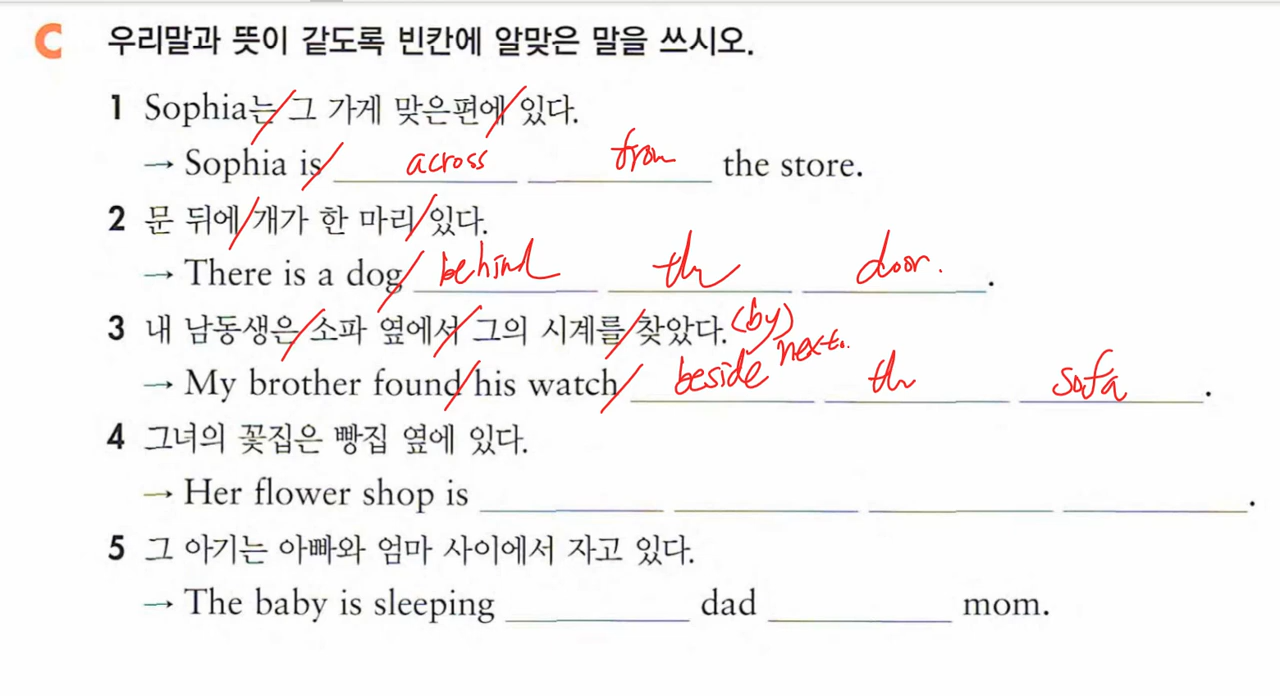 C 우리말과 뜻이 같도록 빈칸에 알맞은 말을 쓰시오.
1 Sophia는/그 가게 맞은편에/있다.
→ Sophia is/ across from the store.
2 문 뒤에/개가 한 마리/있다.
→ There is a dog/ behind door. .
3 내 남동생은/소파 옆에서/그의 시계를/찾았다. (by)
→ My brother found/his watch/ beside sofa .
4 그녀의 꽃집은 빵집 옆에 있다.
→ Her flower shop is ____ ____ ____ ____.
5 그 아기는 아빠와 엄마 사이에서 자고 있다.
→ The baby is sleeping ____ dad ____ mom.